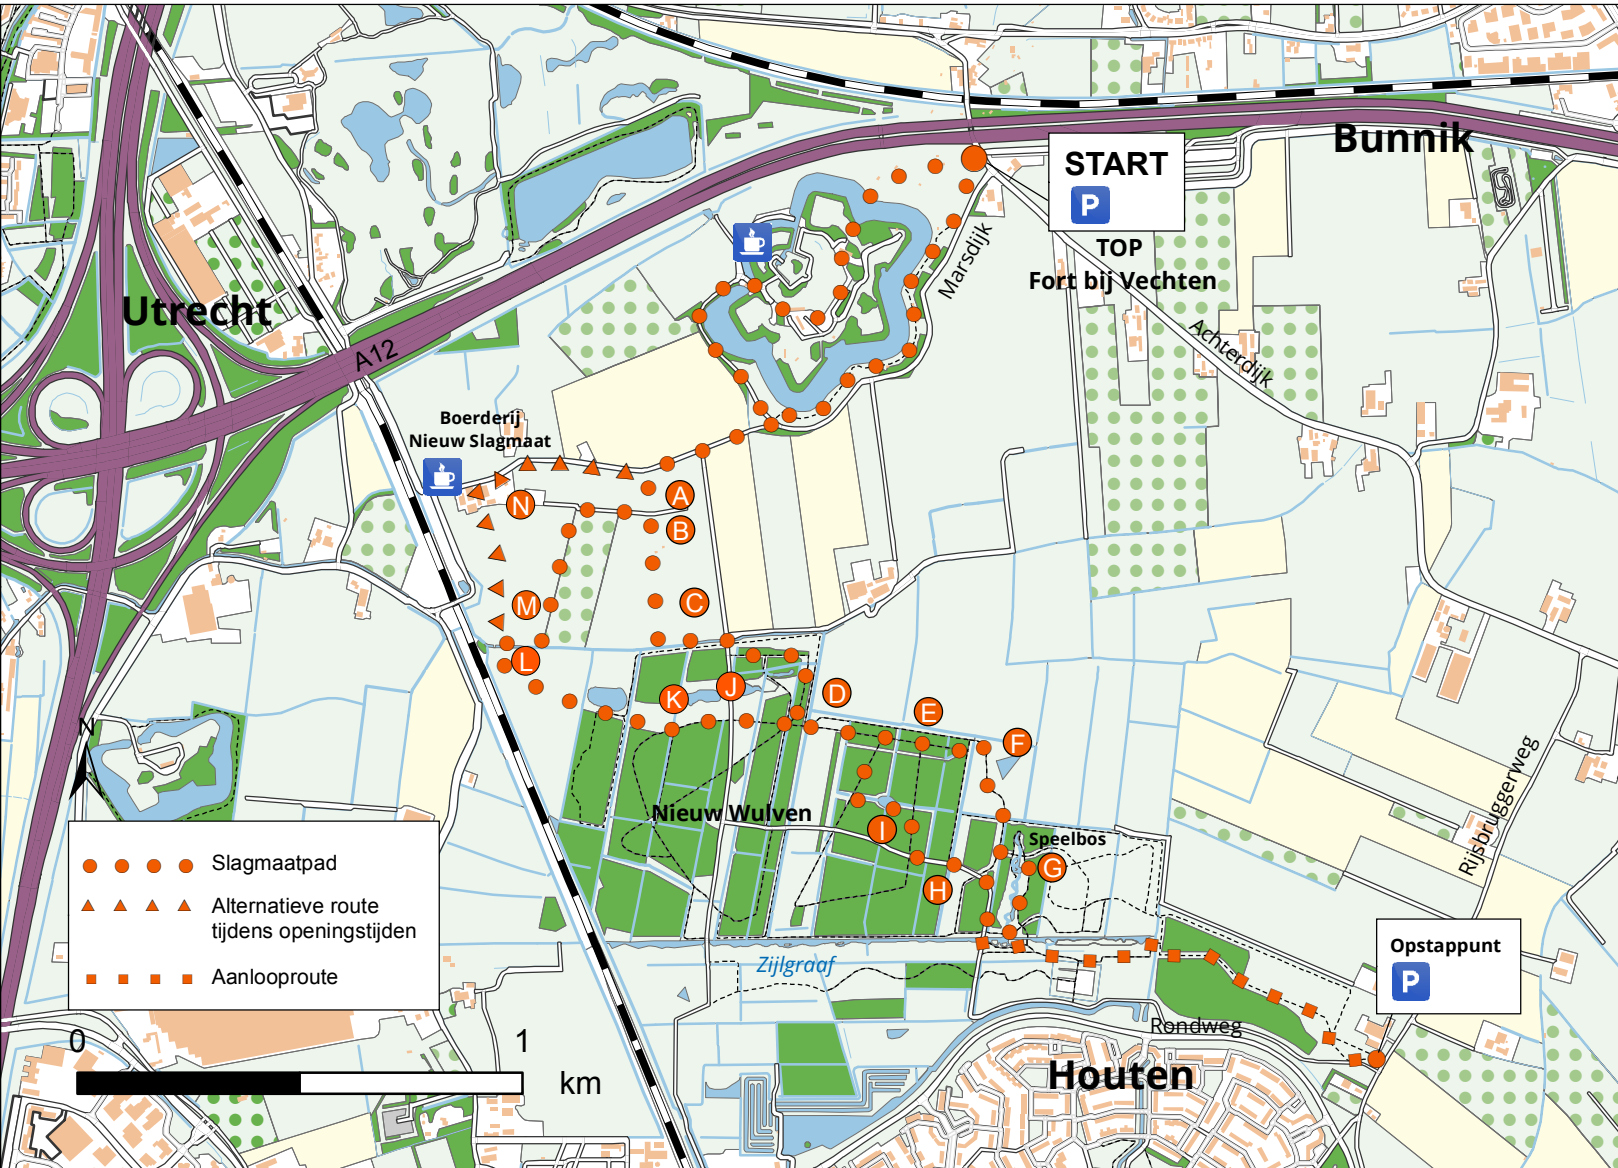 Bunnik
START
P
TOP
Fort bij Vechten
Marsdijk
Achterdijk
Utrecht
A12
Boerderij
Nieuw Slagmaat
A
N
B
C
M
L
J
K
D
E
F
N
Nieuw Wulven
I
Speelbos
G
H
Rijsbruggerweg
Slagmaatpad
Alternatieve route
tijdens openingstijden
Aanlooproute
Zijlgraaf
Opstappunt
P
Rondweg
Houten
0
1
km